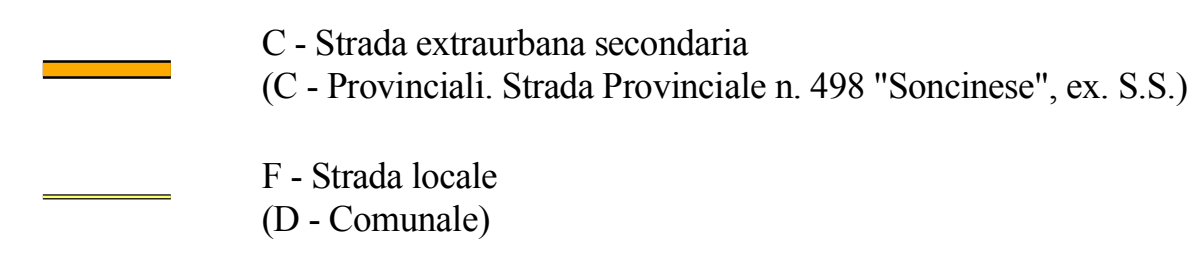 C - Strada extraurbana secondaria
(C - Provinciali. Strada Provinciale n. 498 "Soncinese", ex. S.S.)
F - Strada locale
(D - Comunale)